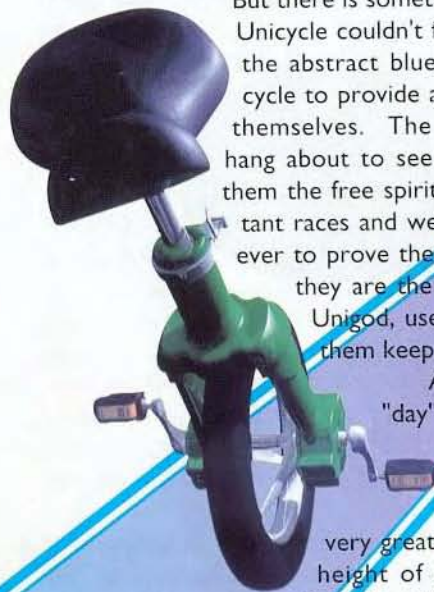 But there is somet
Unicycle couldn't f
the abstract blue
cycle to provide a
themselves. The
hang about to see
them the free spirit
tant races and we
ever to prove the
they are the
Unigod, use
them keep
A
"day"
very great
height of